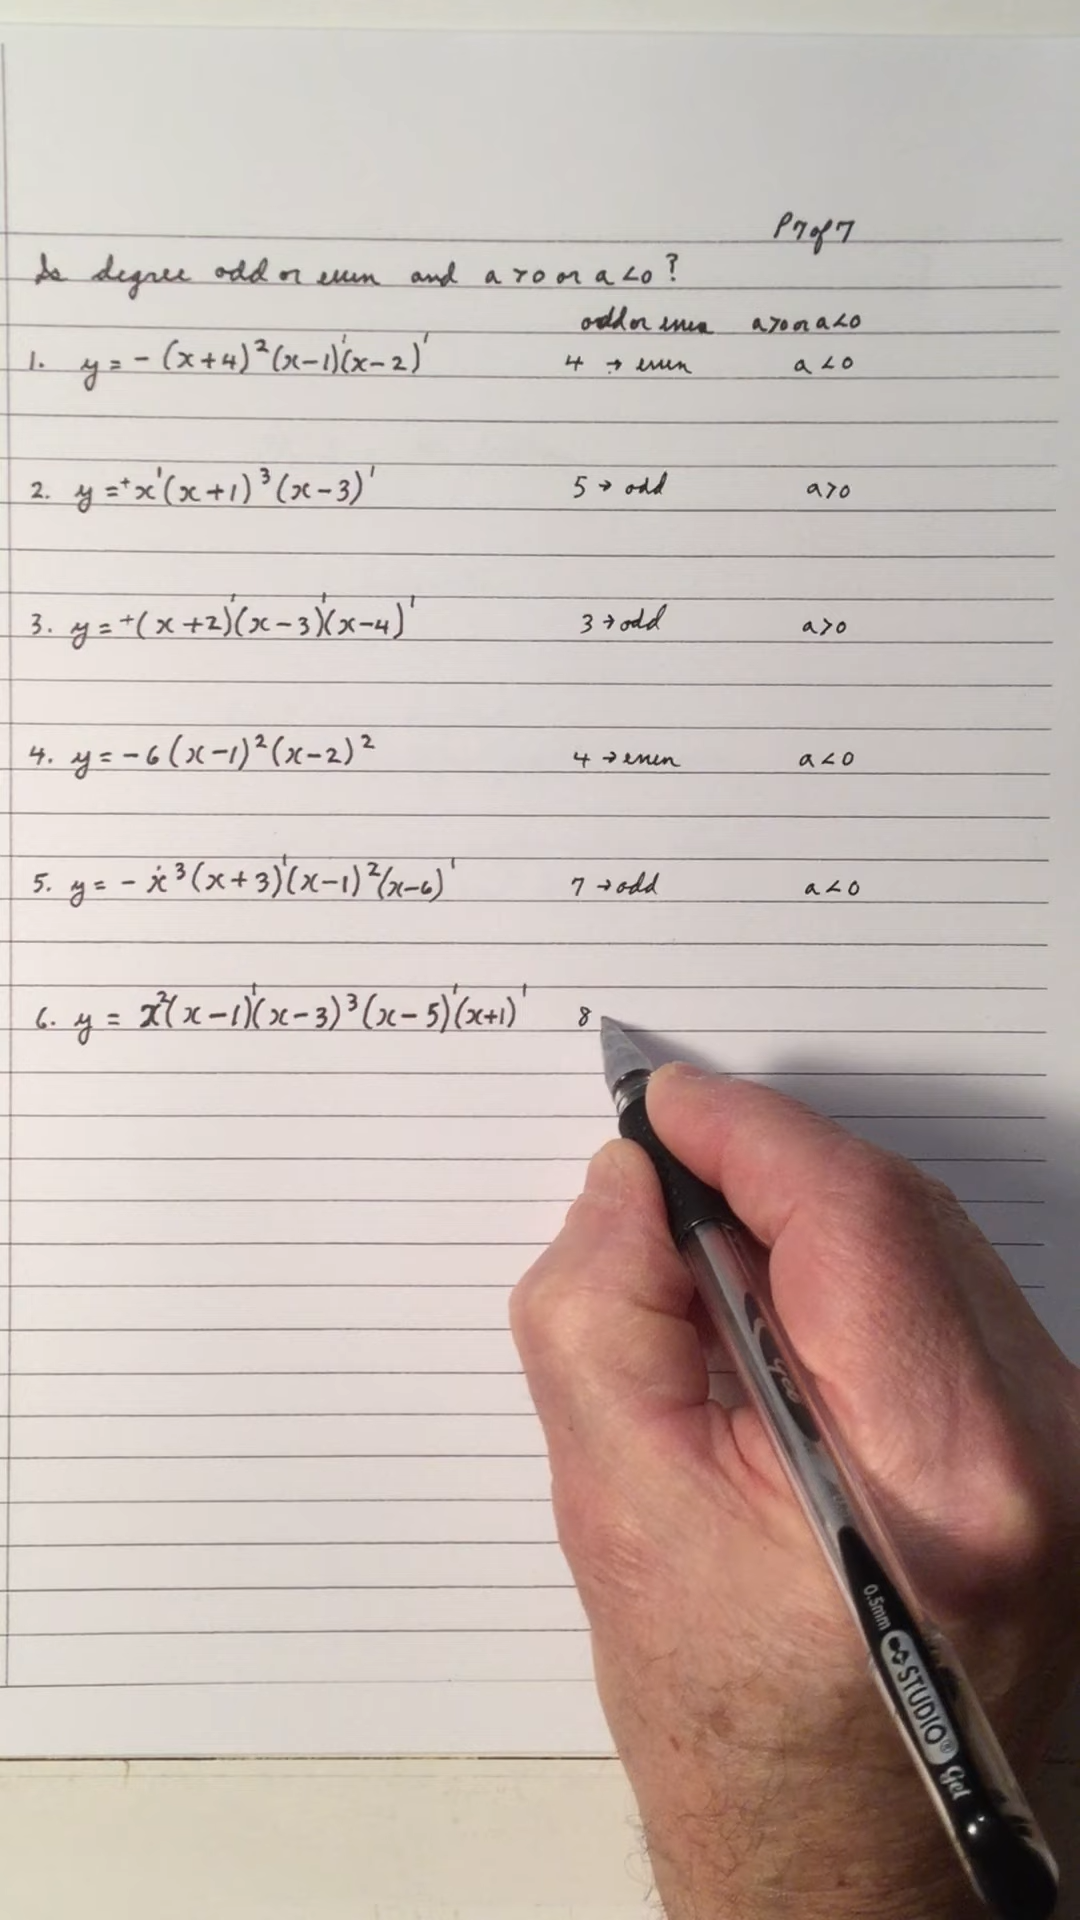 P7of7
Is degree odd or even and a>0 or a<0?
odd or even a>0 or a<0
1. y = - (x+4)²(x-1)¹(x-2)¹ 4 → even a<0
2. y =⁺x¹(x+1)³(x-3)¹ 5 → odd a>0
3. y = ⁺(x+2)¹(x-3)¹(x-4)¹ 3 → odd a>0
4. y = -6(x-1)²(x-2)² 4 → even a<0
5. y = - x³(x+3)¹(x-1)²(x-6)¹ 7 → odd a<0
6. y = x²(x-1)¹(x-3)³(x-5)¹(x+1)¹ 8
0.5mm STUDIO® Gel